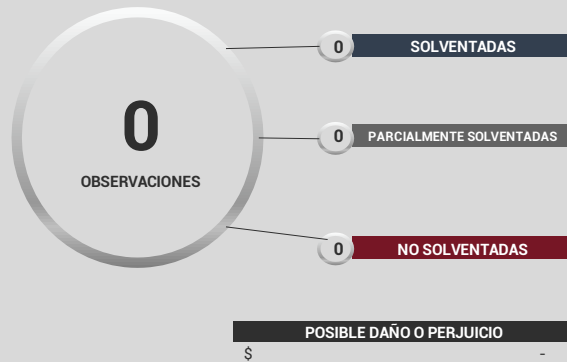 0 SOLVENTADAS
0
OBSERVACIONES
0 PARCIALMENTE SOLVENTADAS
0 NO SOLVENTADAS
POSIBLE DAÑO O PERJUICIO
$ -